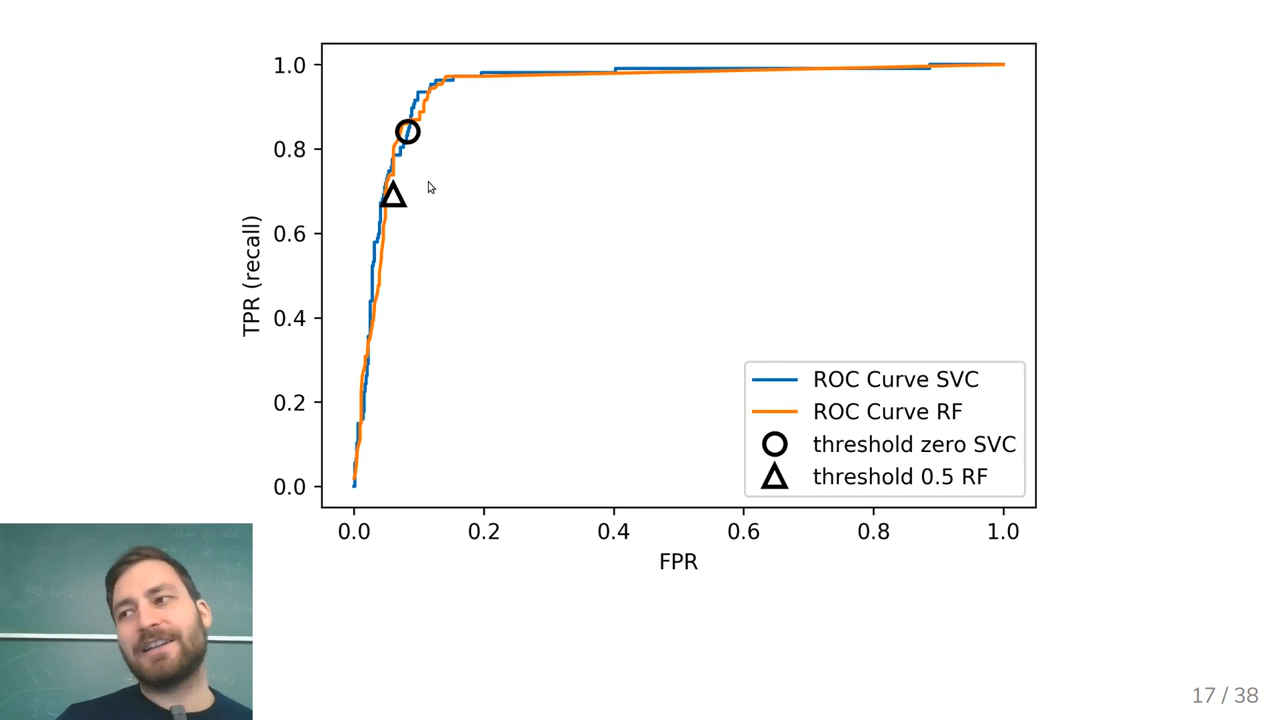 1.0
0.8
0.6
0.4
0.2
0.0
TPR (recall)
0.0 0.2 0.4 0.6 0.8 1.0
FPR
ROC Curve SVC
ROC Curve RF
threshold zero SVC
threshold 0.5 RF
17 / 38